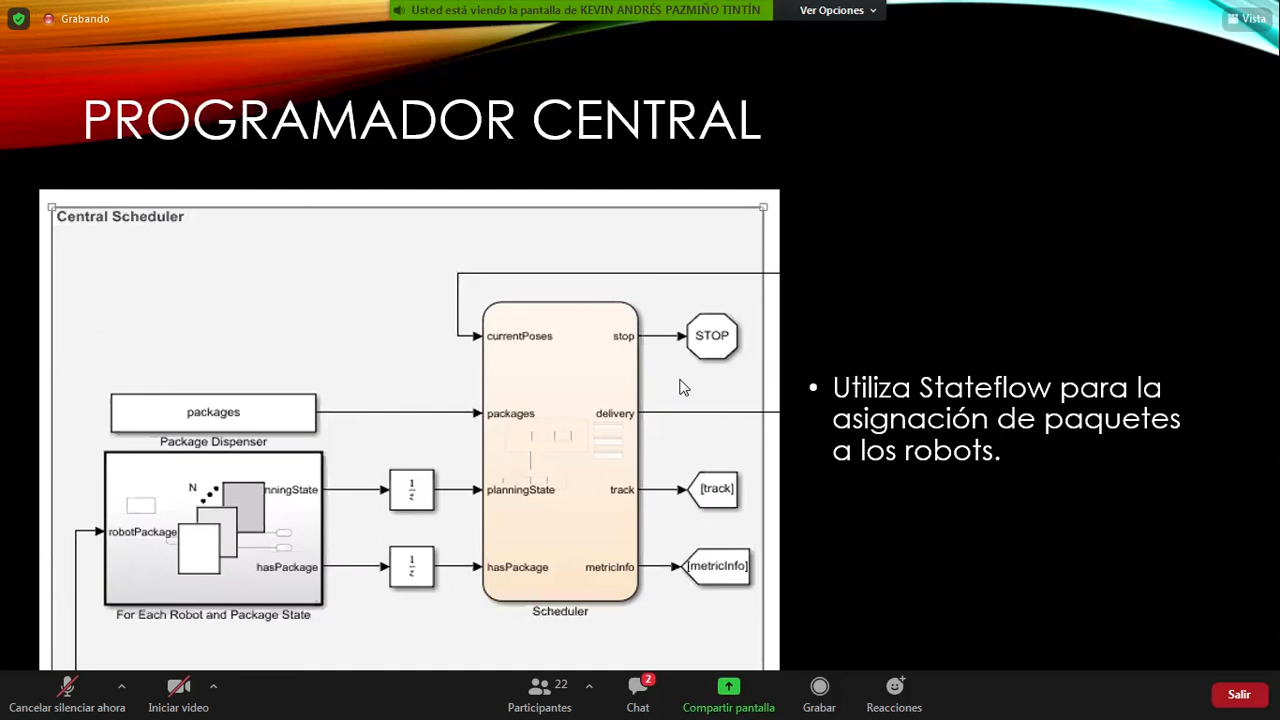 Grabando
Usted está viendo la pantalla de KEVIN ANDRÉS PAZMIÑO TINTÍN
Ver Opciones
Vista
PROGRAMADOR CENTRAL
Central Scheduler
currentPoses
stop
STOP
packages
Package Dispenser
packages
delivery
N
nningState
1
z
planningState
track
[track]
robotPackage
hasPackage
1
z
hasPackage
metricInfo
[metricInfo]
For Each Robot and Package State
Scheduler
• Utiliza Stateflow para la
asignación de paquetes
a los robots.
Cancelar silenciar ahora
Iniciar video
22
Participantes
2
Chat
Compartir pantalla
Grabar
Reacciones
Salir